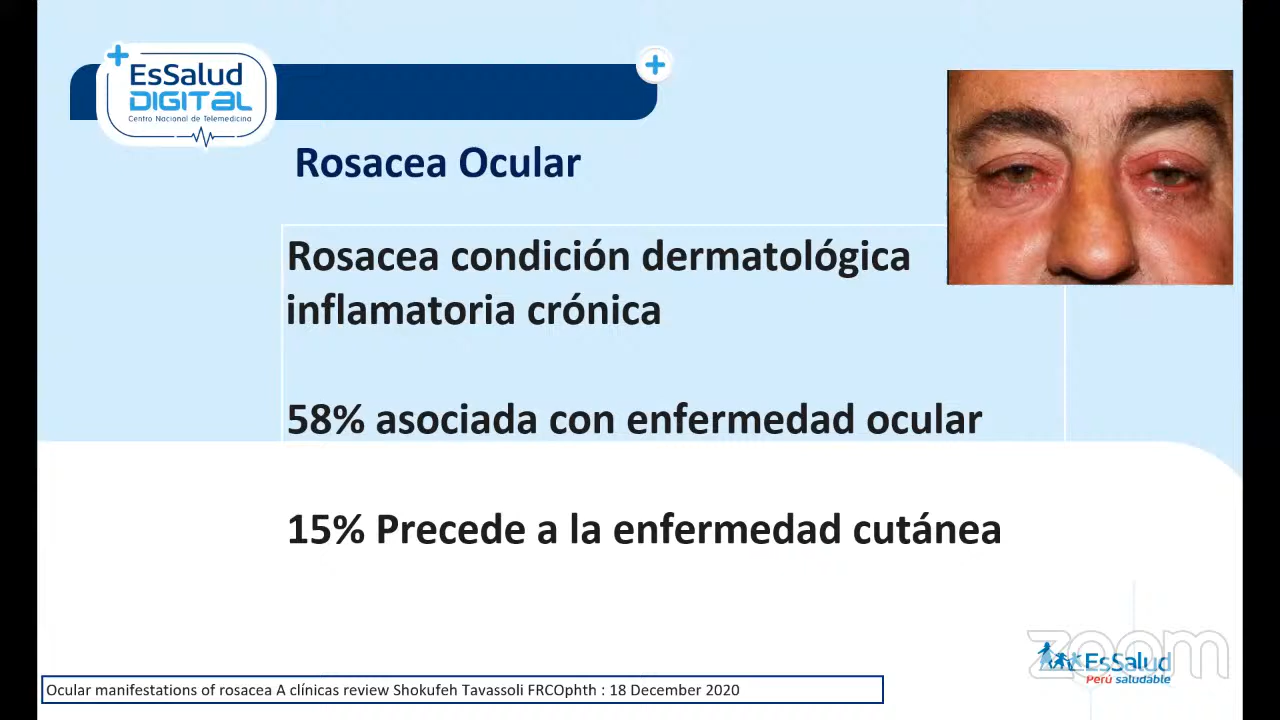 EsSalud
DIGITAL
Centro Nacional de Telemedicina
Rosacea Ocular
Rosacea condición dermatológica
inflamatoria crónica
58% asociada con enfermedad ocular
15% Precede a la enfermedad cutánea
zoom
EsSalud
Perú saludable
Ocular manifestations of rosacea A clínicas review Shokufeh Tavassoli FRCOphth : 18 December 2020